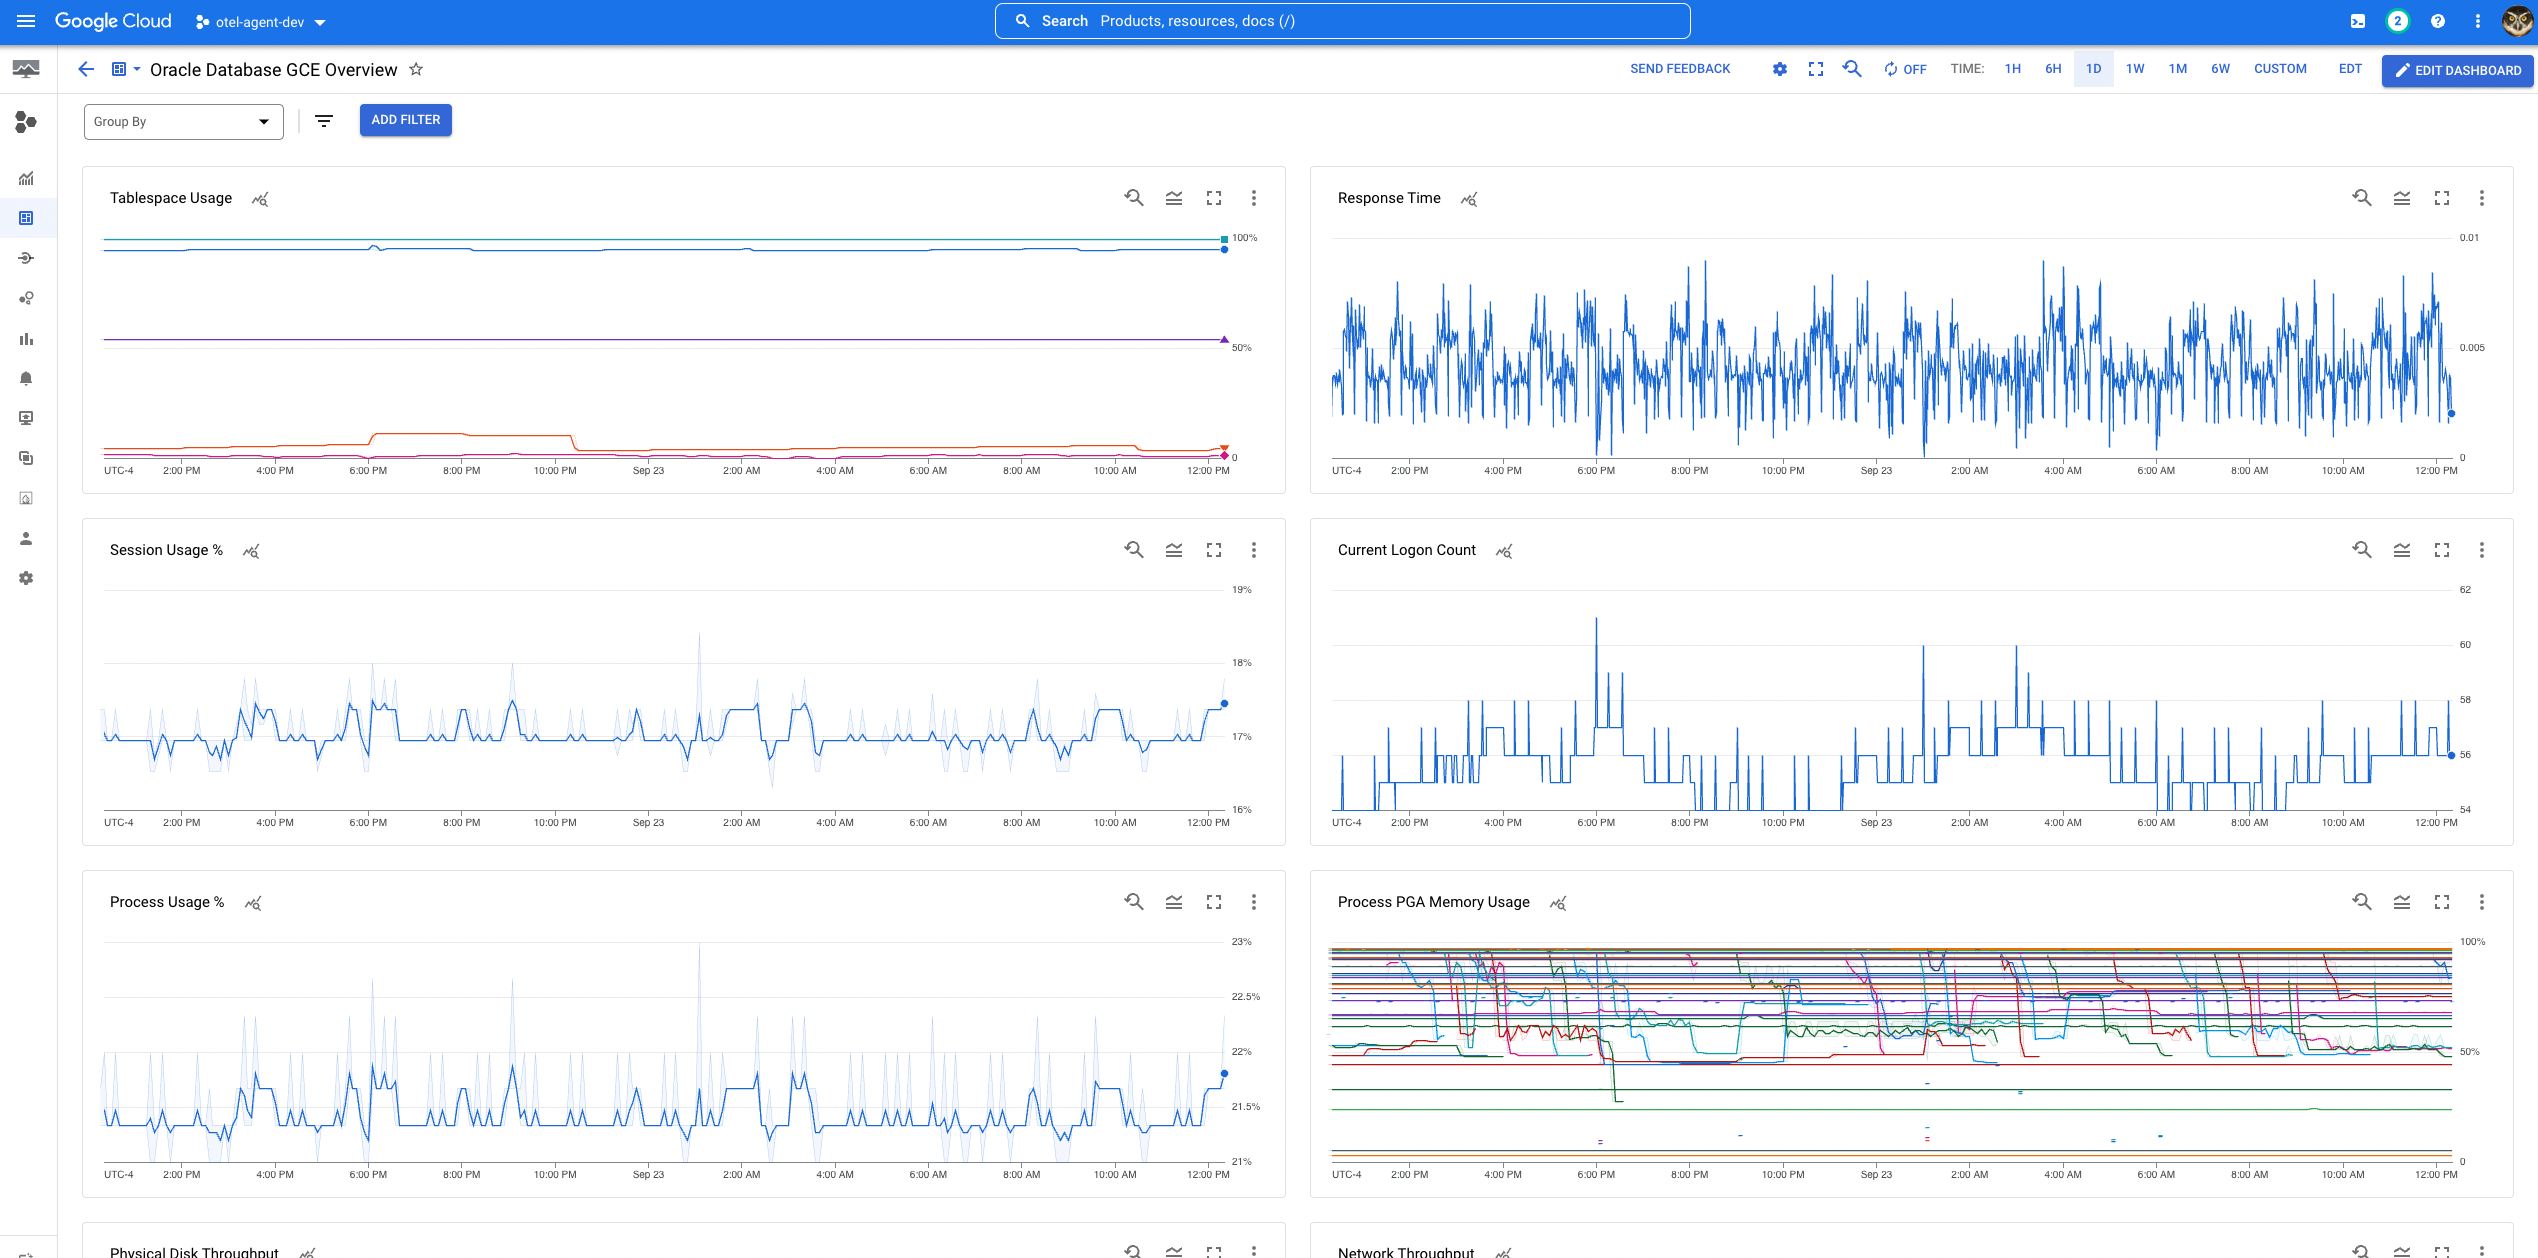 Google Cloud
otel-agent-dev
Search Products, resources, docs (/)
2
Oracle Database GCE Overview
SEND FEEDBACK
OFF
TIME:
1H
6H
1D
1W
1M
6W
CUSTOM
EDT
EDIT DASHBOARD
Group By
ADD FILTER
Tablespace Usage
100%
50%
0
UTC-4 2:00 PM 4:00 PM 6:00 PM 8:00 PM 10:00 PM Sep 23 2:00 AM 4:00 AM 6:00 AM 8:00 AM 10:00 AM 12:00 PM
Response Time
0.01
0.005
0
UTC-4 2:00 PM 4:00 PM 6:00 PM 8:00 PM 10:00 PM Sep 23 2:00 AM 4:00 AM 6:00 AM 8:00 AM 10:00 AM 12:00 PM
Session Usage %
19%
18%
17%
16%
UTC-4 2:00 PM 4:00 PM 6:00 PM 8:00 PM 10:00 PM Sep 23 2:00 AM 4:00 AM 6:00 AM 8:00 AM 10:00 AM 12:00 PM
Current Logon Count
62
60
58
56
54
UTC-4 2:00 PM 4:00 PM 6:00 PM 8:00 PM 10:00 PM Sep 23 2:00 AM 4:00 AM 6:00 AM 8:00 AM 10:00 AM 12:00 PM
Process Usage %
23%
22.5%
22%
21.5%
21%
UTC-4 2:00 PM 4:00 PM 6:00 PM 8:00 PM 10:00 PM Sep 23 2:00 AM 4:00 AM 6:00 AM 8:00 AM 10:00 AM 12:00 PM
Process PGA Memory Usage
100%
50%
0
UTC-4 2:00 PM 4:00 PM 6:00 PM 8:00 PM 10:00 PM Sep 23 2:00 AM 4:00 AM 6:00 AM 8:00 AM 10:00 AM 12:00 PM
Physical Disk Throughput
Network Throughput